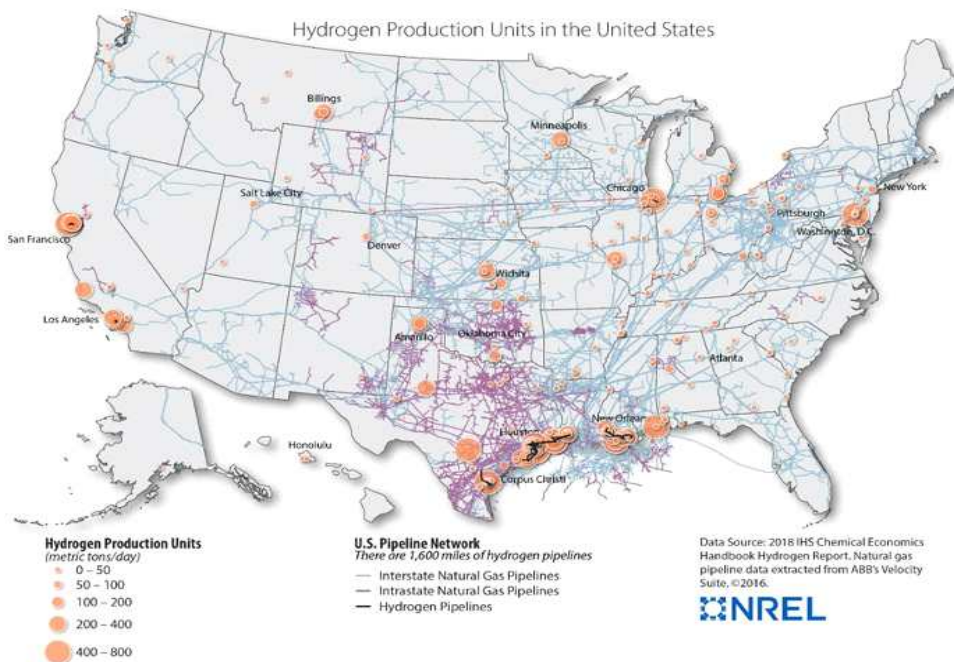 Hydrogen Production Units in the United States
Billings
Minneapolis
Salt Lake City
Chicago
New York
Pittsburgh
San Francisco
Denver
Washington, D.C.
Wichita
Los Angeles
Amarillo
Oklahoma City
Atlanta
New Orlean
Houston
Honolulu
Corpus Christi
Hydrogen Production Units
(metric tons/day)
0 – 50
50 – 100
100 – 200
200 – 400
400 – 800
U.S. Pipeline Network
There are 1,600 miles of hydrogen pipelines
Interstate Natural Gas Pipelines
Intrastate Natural Gas Pipelines
Hydrogen Pipelines
Data Source: 2018 IHS Chemical Economics
Handbook Hydrogen Report. Natural gas
pipeline data extracted from ABB's Velocity
Suite, ©2016.
NREL